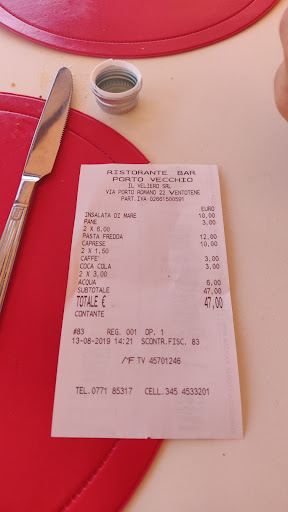 RISTORANTE BAR
PORTO VECCHIO
IL VELIERO SRL
VIA PORTO ROMANO 22 VENTOTENE
PART.IVA 02661500591
EURO
INSALATA DI MARE 10,00
PANE 3,00
2 X 6,00
PASTA FREDDA 12,00
CAPRESE 10,00
2 X 1,50
CAFFE' 3,00
COCA COLA 3,00
2 X 3,00
ACQUA 6,00
SUBTOTALE 47,00
TOTALE € 47,00
CONTANTE
#83 REG. 001 OP. 1
13-08-2019 14:21 SCONTR.FISC. 83
MF TV 45701246
TEL.0771 85317 CELL.345 4533201